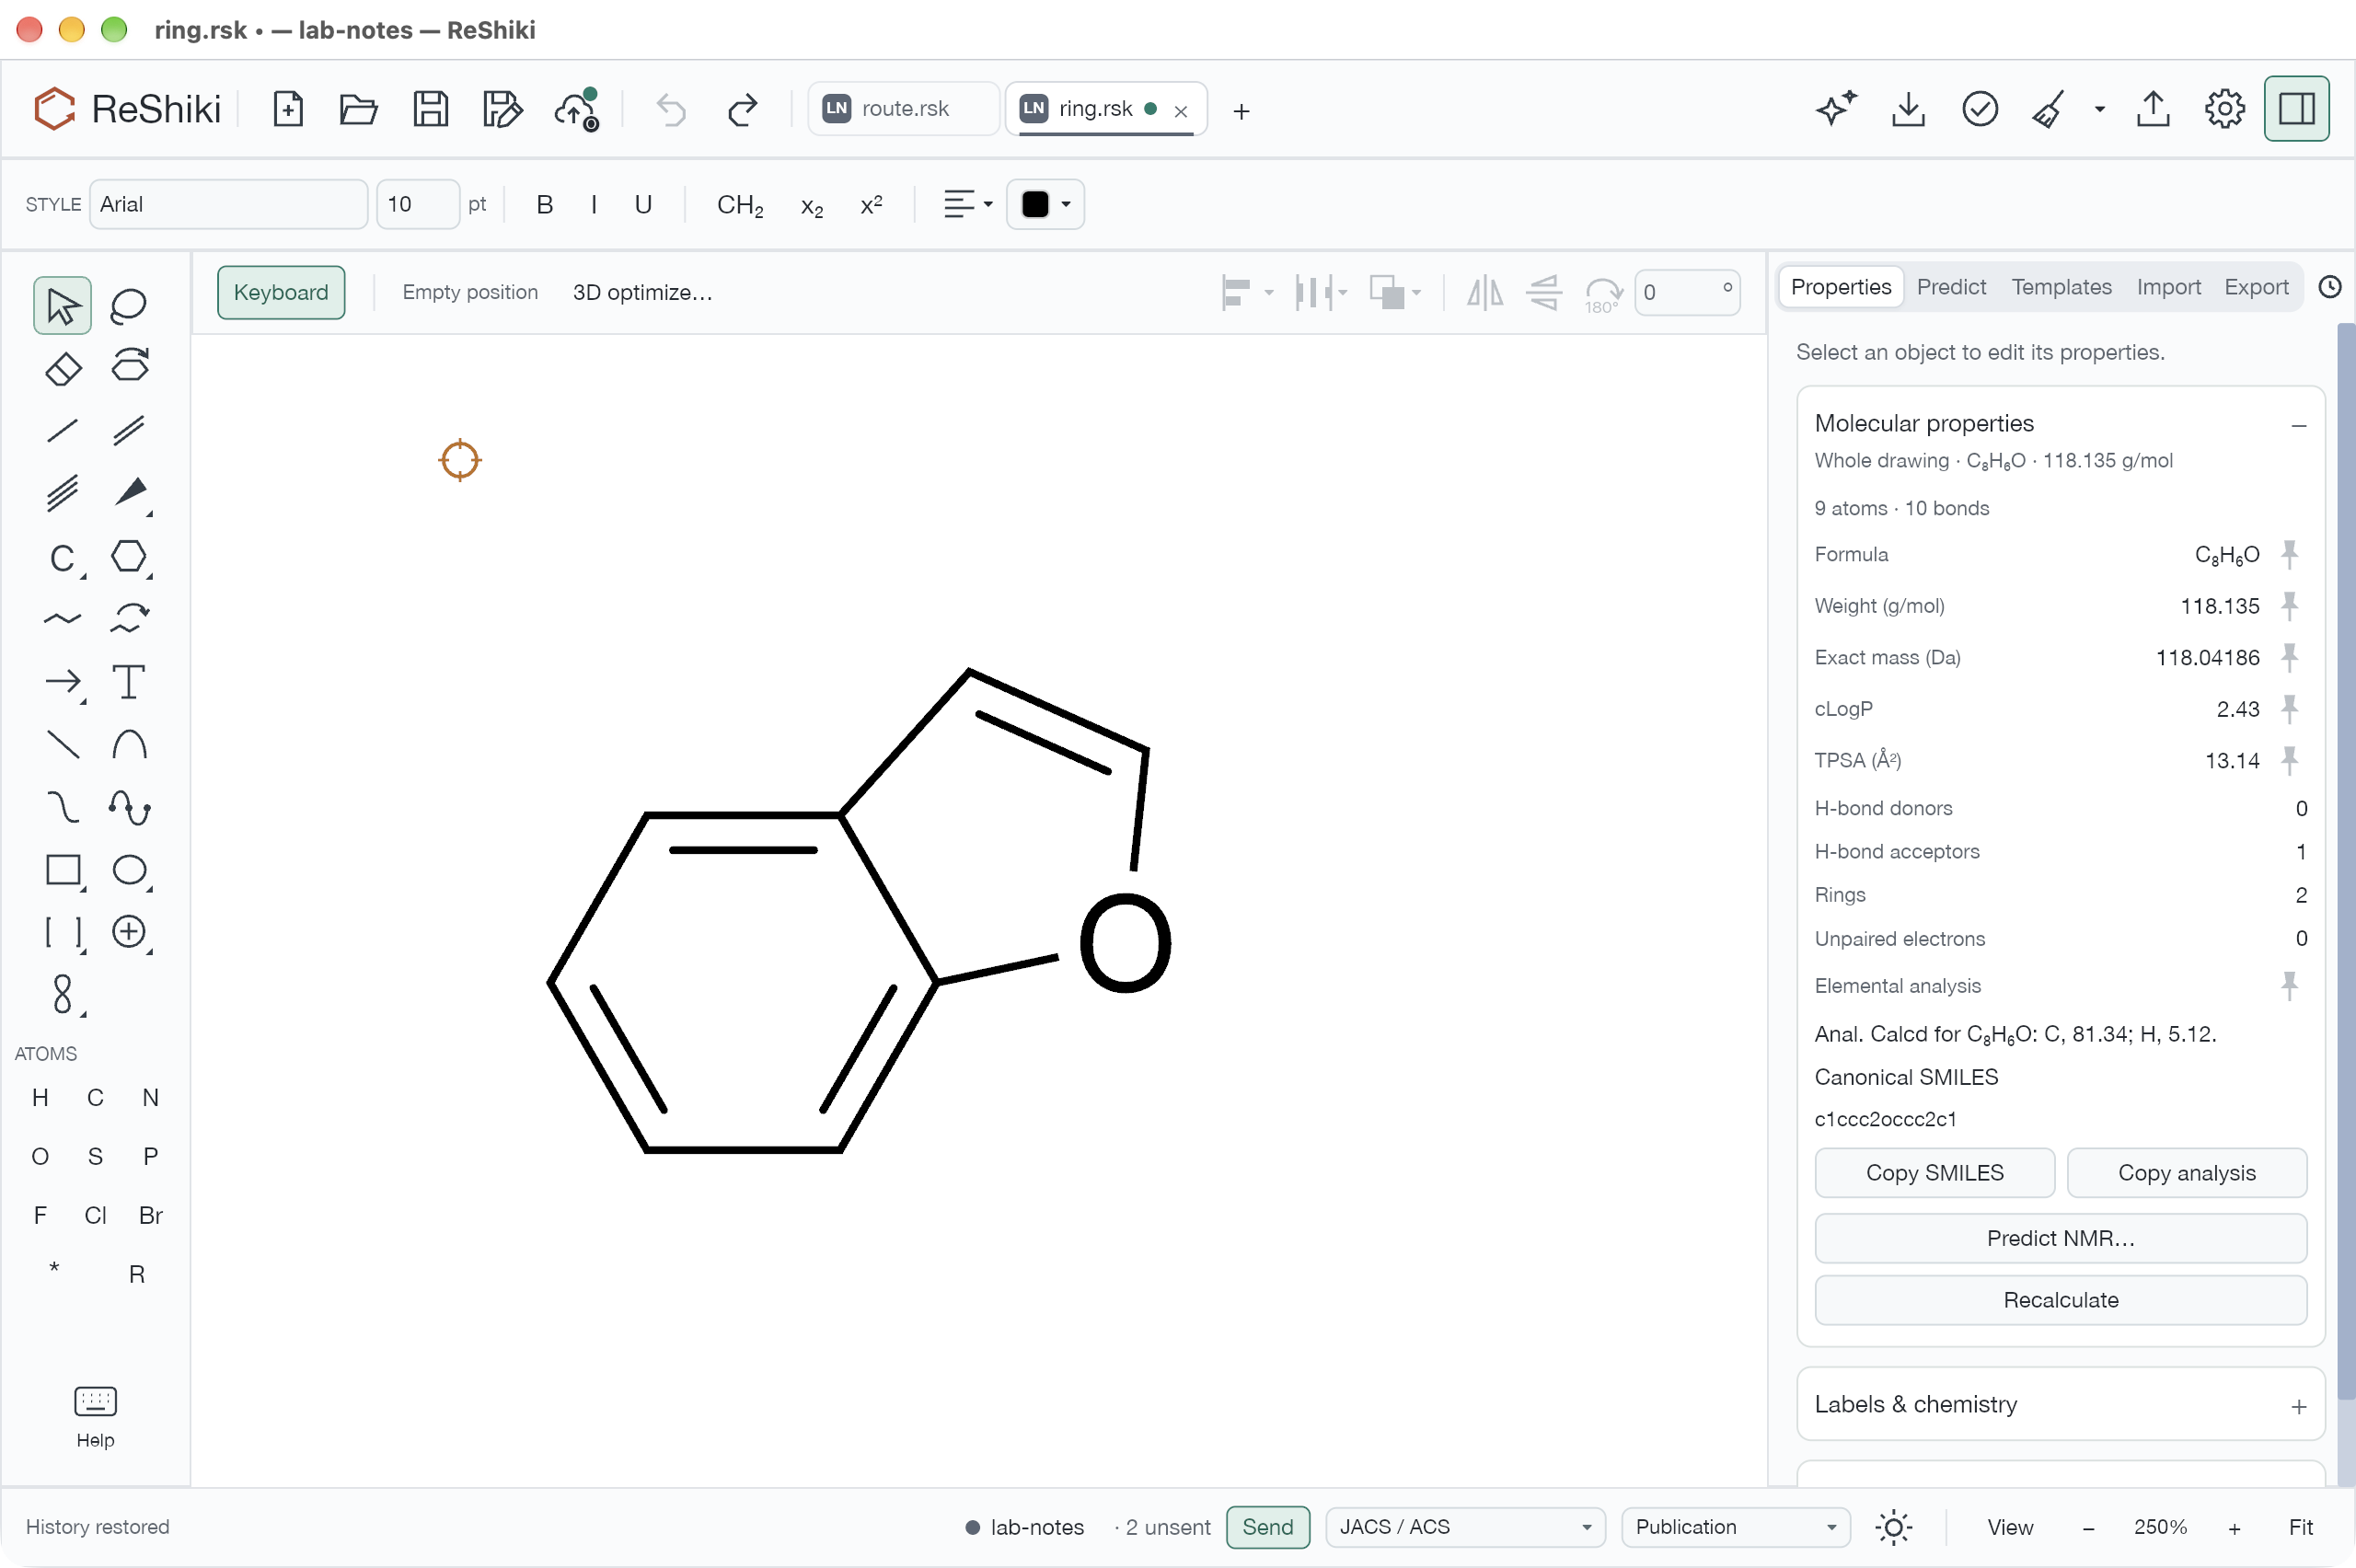 ring.rsk • — lab-notes — ReShiki
ReShiki
LN route.rsk
LN ring.rsk
STYLE Arial 10 pt B I U CH₂ x₂ x²
Keyboard Empty position 3D optimize... 180° 0 °
Properties Predict Templates Import Export
Select an object to edit its properties.
Molecular properties
Whole drawing · C₈H₆O · 118.135 g/mol
9 atoms · 10 bonds
Formula C₈H₆O
Weight (g/mol) 118.135
Exact mass (Da) 118.04186
cLogP 2.43
TPSA (Å²) 13.14
H-bond donors 0
H-bond acceptors 1
Rings 2
Unpaired electrons 0
Elemental analysis
Anal. Calcd for C₈H₆O: C, 81.34; H, 5.12.
Canonical SMILES
c1ccc2occc2c1
Copy SMILES Copy analysis
Predict NMR...
Recalculate
Labels & chemistry +
C
T
[ ]
O
ATOMS
H C N
O S P
F Cl Br
* R
Help
History restored lab-notes · 2 unsent Send JACS / ACS Publication View − 250% + Fit